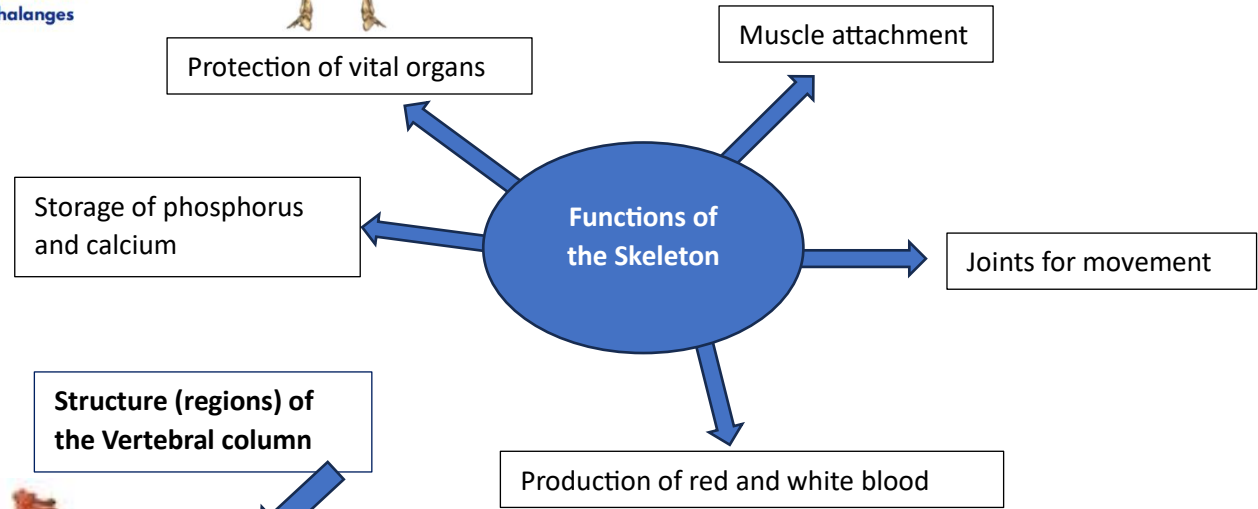 halanges
Muscle attachment
Protection of vital organs
Storage of phosphorus
and calcium
Functions of
the Skeleton
Joints for movement
Structure (regions) of
the Vertebral column
Production of red and white blood